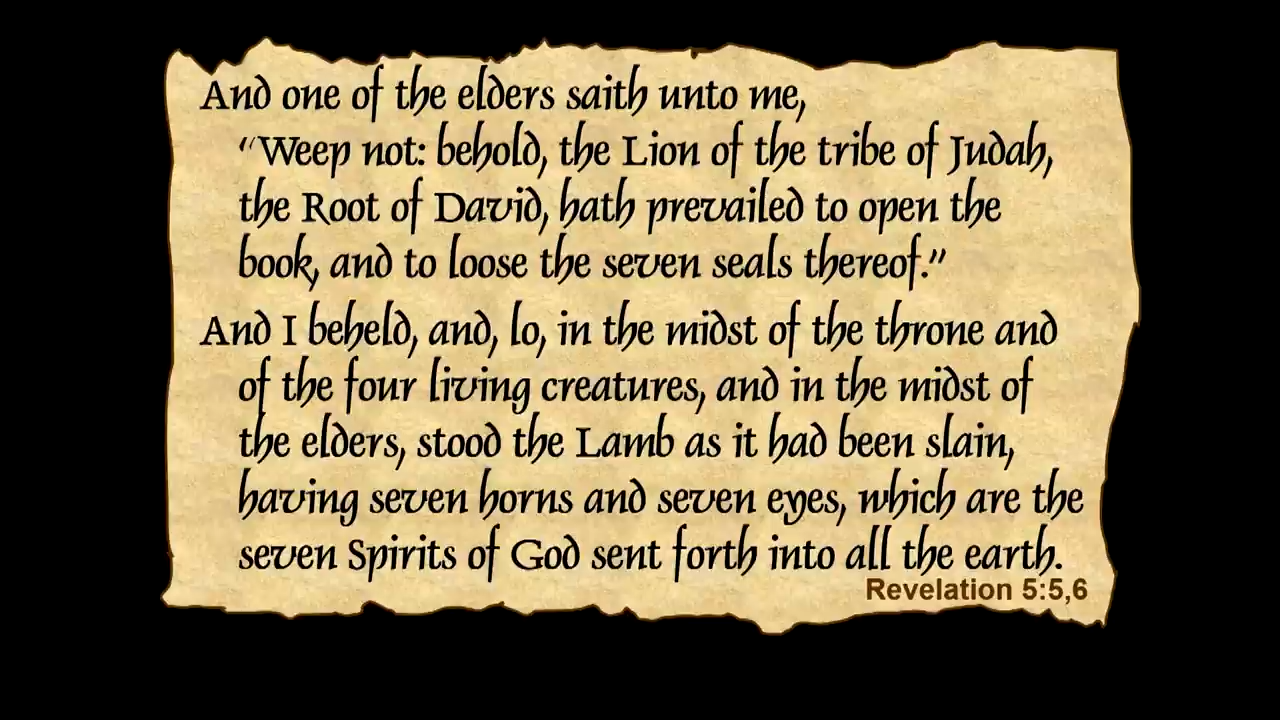 And one of the elders saith unto me,
“Weep not: behold, the Lion of the tribe of Judah,
the Root of David, hath prevailed to open the
book, and to loose the seven seals thereof.”
And I beheld, and, lo, in the midst of the throne and
of the four living creatures, and in the midst of
the elders, stood the Lamb as it had been slain,
having seven horns and seven eyes, which are the
seven Spirits of God sent forth into all the earth.
Revelation 5:5,6